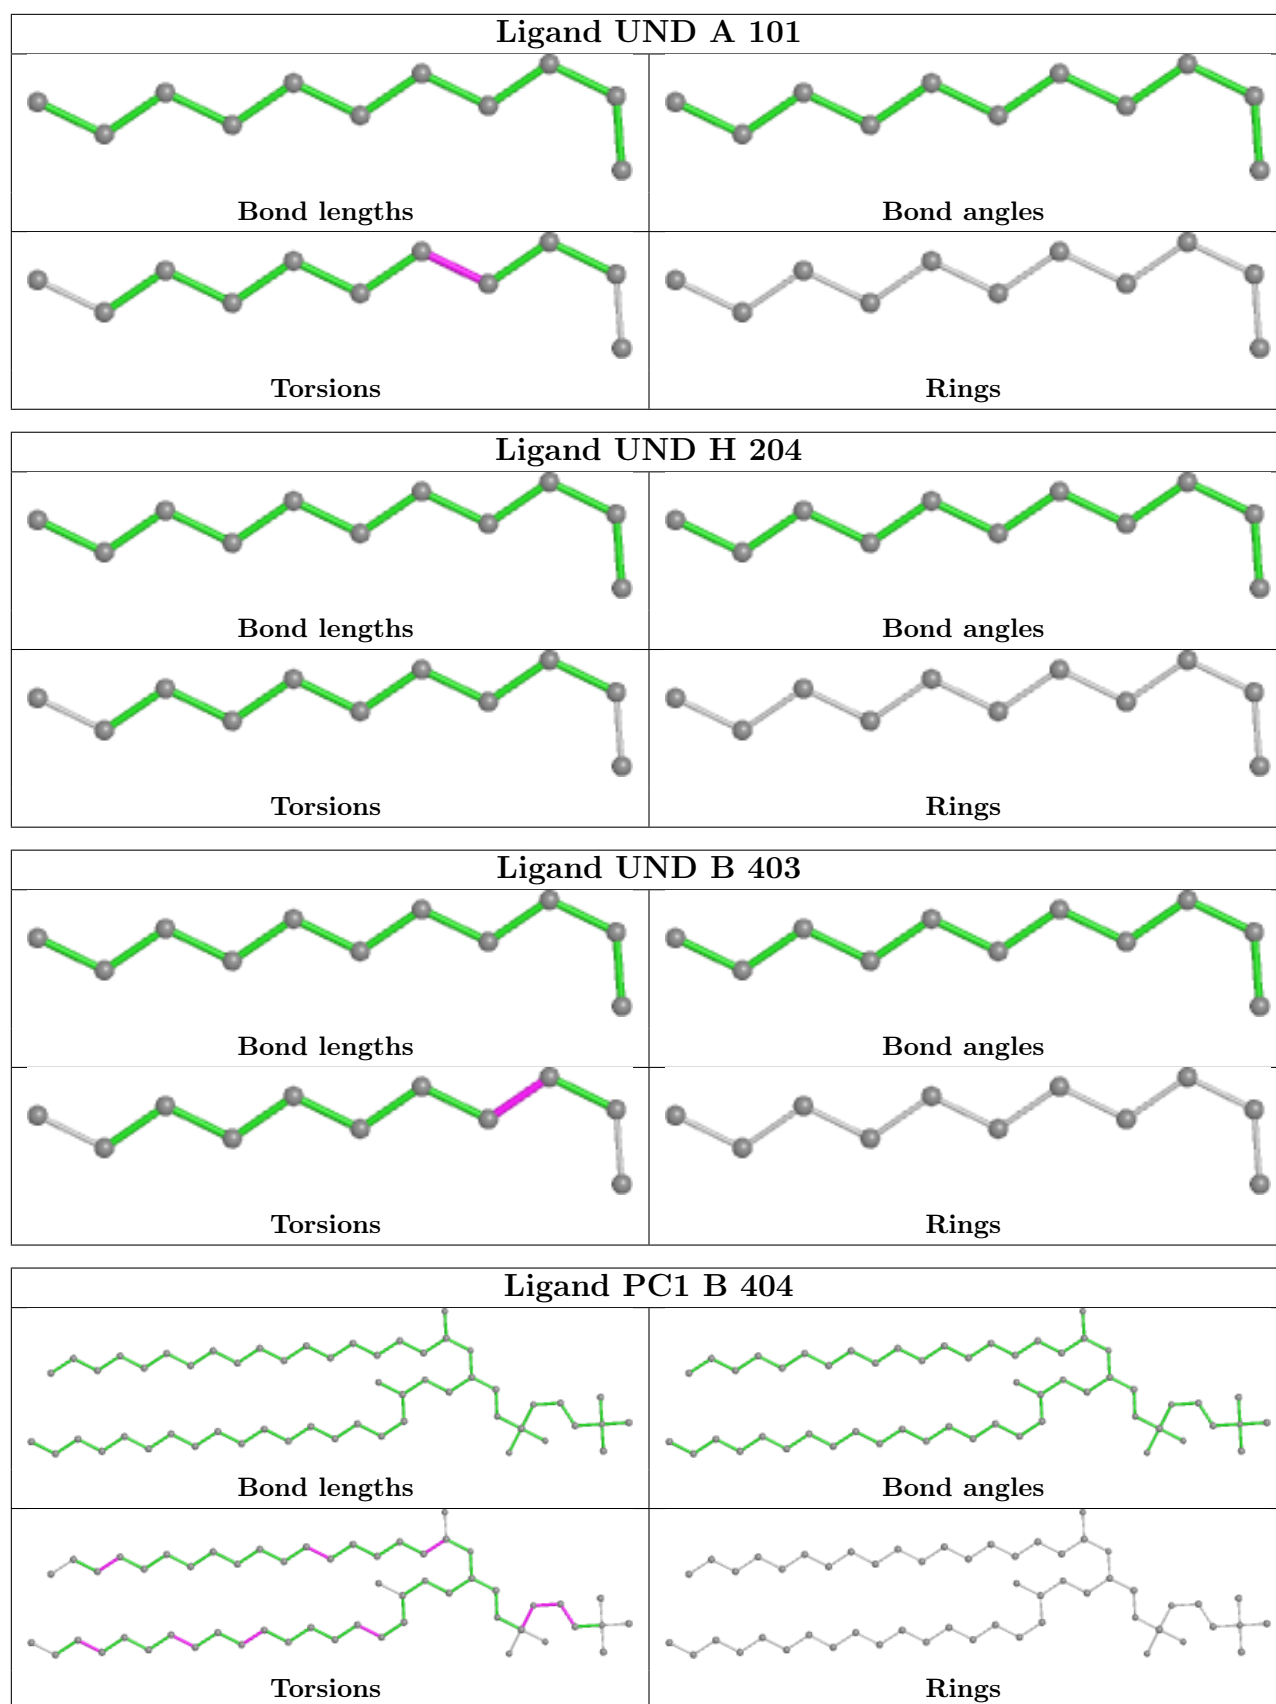 Ligand UND A 101
Bond lengths Bond angles
Torsions Rings
Ligand UND H 204
Bond lengths Bond angles
Torsions Rings
Ligand UND B 403
Bond lengths Bond angles
Torsions Rings
Ligand PC1 B 404
Bond lengths Bond angles
Torsions Rings